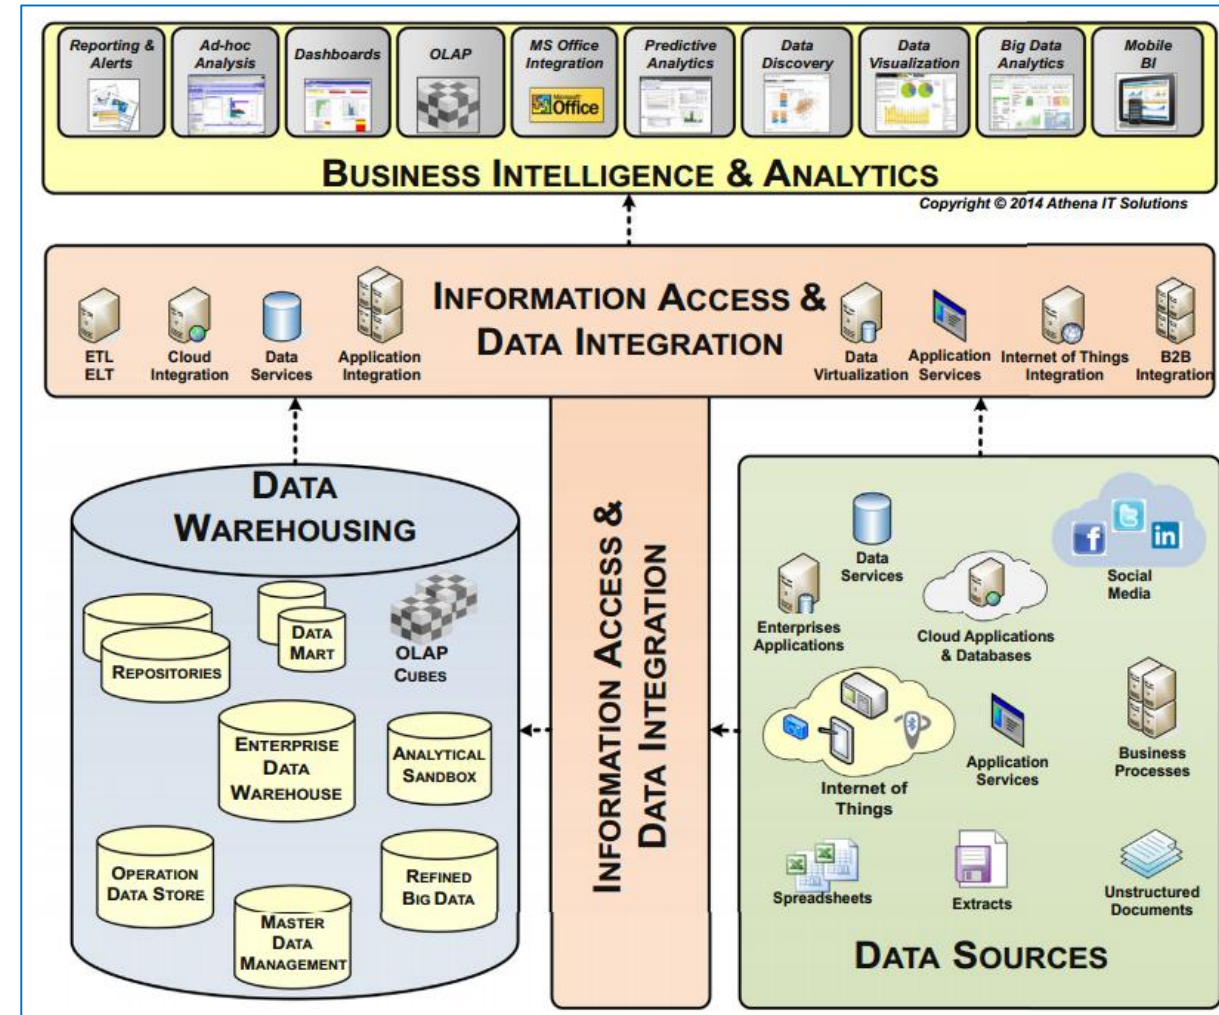 Reporting &
Alerts
Ad-hoc
Analysis
Dashboards
OLAP
MS Office
Integration
Microsoft
Office
Predictive
Analytics
Data
Discovery
Data
Visualization
Big Data
Analytics
Mobile
BI
BUSINESS INTELLIGENCE & ANALYTICS
Copyright © 2014 Athena IT Solutions
INFORMATION ACCESS &
DATA INTEGRATION
ETL
ELT
Cloud
Integration
Data
Services
Application
Integration
Data
Virtualization
Application
Services
Internet of Things
Integration
B2B
Integration
DATA
WAREHOUSING
REPOSITORIES
DATA
MART
OLAP
CUBES
ENTERPRISE
DATA
WAREHOUSE
ANALYTICAL
SANDBOX
OPERATION
DATA STORE
REFINED
BIG DATA
MASTER
DATA
MANAGEMENT
INFORMATION ACCESS &
DATA INTEGRATION
Data
Services
f
t
in
Social
Media
Enterprises
Applications
Cloud Applications
& Databases
Internet of
Things
Application
Services
Business
Processes
Spreadsheets
Extracts
Unstructured
Documents
DATA SOURCES